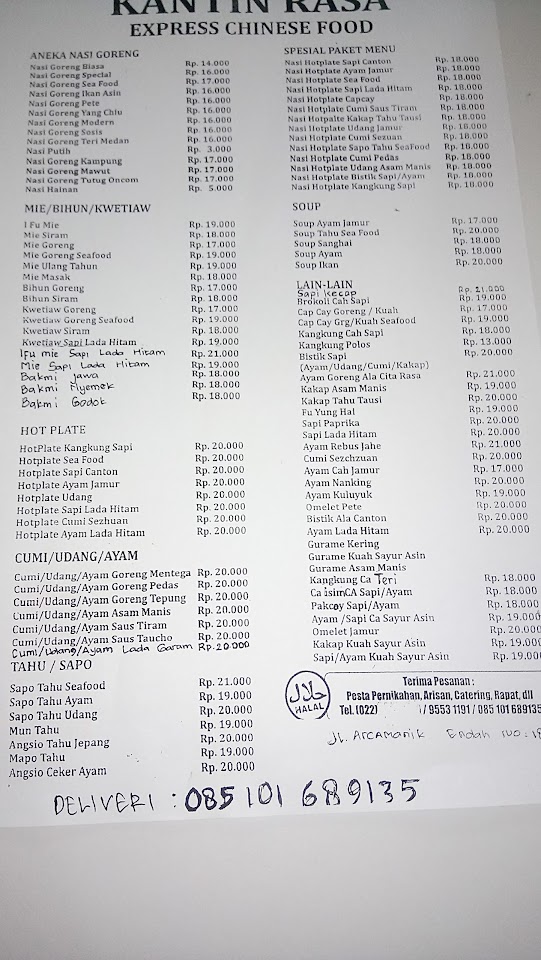 KANTIN RASA
EXPRESS CHINESE FOOD
ANEKA NASI GORENG
Nasi Goreng Biasa Rp. 14.000
Nasi Goreng Special Rp. 16.000
Nasi Goreng Sea Food Rp. 17.000
Nasi Goreng Ikan Asin Rp. 16.000
Nasi Goreng Pete Rp. 16.000
Nasi Goreng Yang Chiu Rp. 16.000
Nasi Goreng Modern Rp. 16.000
Nasi Goreng Sosis Rp. 16.000
Nasi Goreng Teri Medan Rp. 16.000
Nasi Putih Rp. 3.000
Nasi Goreng Kampung Rp. 17.000
Nasi Goreng Mawut Rp. 17.000
Nasi Goreng Tutug Oncom Rp. 17.000
Nasi Hainan Rp. 5.000
MIE/BIHUN/KWETIAW
I Fu Mie Rp. 19.000
Mie Siram Rp. 18.000
Mie Goreng Rp. 17.000
Mie Goreng Seafood Rp. 19.000
Mie Ulang Tahun Rp. 19.000
Mie Masak Rp. 18.000
Bihun Goreng Rp. 17.000
Bihun Siram Rp. 18.000
Kwetiaw Goreng Rp. 17.000
Kwetiaw Goreng Seafood Rp. 19.000
Kwetiaw Siram Rp. 18.000
Kwetiaw Sapi Lada Hitam Rp. 19.000
Ifu mie Sapi Lada Hitam Rp. 21.000
Mie Sapi Lada Hitam Rp. 19.000
Bakmi Jawa Rp. 18.000
Bakmi Nyemek Rp. 18.000
Bakmi Godok Rp. 18.000
HOT PLATE
HotPlate Kangkung Sapi Rp. 20.000
Hotplate Sea Food Rp. 20.000
Hotplate Sapi Canton Rp. 20.000
Hotplate Ayam Jamur Rp. 20.000
Hotplate Udang Rp. 20.000
Hotplate Sapi Lada Hitam Rp. 20.000
Hotplate Cumi Sezhuan Rp. 20.000
Hotplate Ayam Lada Hitam Rp. 20.000
CUMI/UDANG/AYAM
Cumi/Udang/Ayam Goreng Mentega Rp. 20.000
Cumi/Udang/Ayam Goreng Pedas Rp. 20.000
Cumi/Udang/Ayam Goreng Tepung Rp. 20.000
Cumi/Udang/Ayam Asam Manis Rp. 20.000
Cumi/Udang/Ayam Saus Tiram Rp. 20.000
Cumi/Udang/Ayam Saus Taucho Rp. 20.000
Cumi/Udang/Ayam Lada Garam Rp. 20.000
TAHU / SAPO
Sapo Tahu Seafood Rp. 21.000
Sapo Tahu Ayam Rp. 19.000
Sapo Tahu Udang Rp. 20.000
Mun Tahu Rp. 19.000
Angsio Tahu Jepang Rp. 20.000
Mapo Tahu Rp. 19.000
Angsio Ceker Ayam Rp. 20.000
SPESIAL PAKET MENU
Nasi Hotplate Sapi Canton Rp. 18.000
Nasi Hotplate Ayam Jamur Rp. 18.000
Nasi Hotplate Sea Food Rp. 18.000
Nasi Hotplate Sapi Lada Hitam Rp. 18.000
Nasi Hotplate Capcay Rp. 18.000
Nasi Hotplate Cumi Saus Tiram Rp. 18.000
Nasi Hotpalte Kakap Tahu Tausi Rp. 18.000
Nasi Hotplate Udang Jamur Rp. 18.000
Nasi Hotplate Cumi Sezuan Rp. 18.000
Nasi Hotplate Sapo Tahu SeaFood Rp. 18.000
Nasi Hotplate Cumi Pedas Rp. 18.000
Nasi Hotplate Udang Asam Manis Rp. 18.000
Nasi Hotplate Bistik Sapi/Ayam Rp. 18.000
Nasi Hotplate Kangkung Sapi Rp. 18.000
SOUP
Soup Ayam Jamur Rp. 17.000
Soup Tahu Sea Food Rp. 20.000
Soup Sanghai Rp. 18.000
Soup Ayam Rp. 18.000
Soup Ikan Rp. 20.000
LAIN-LAIN
Sapi Kecap Rp. 21.000
Brokoli Cah Sapi Rp. 19.000
Cap Cay Goreng / Kuah Rp. 17.000
Cap Cay Grg/Kuah Seafood Rp. 19.000
Kangkung Cah Sapi Rp. 18.000
Kangkung Polos Rp. 13.000
Bistik Sapi Rp. 20.000
(Ayam/Udang/Cumi/Kakap)
Ayam Goreng Ala Cita Rasa Rp. 21.000
Kakap Asam Manis Rp. 19.000
Kakap Tahu Tausi Rp. 20.000
Fu Yung Hal Rp. 19.000
Sapi Paprika Rp. 20.000
Sapi Lada Hitam Rp. 20.000
Ayam Rebus Jahe Rp. 21.000
Cumi Sezchzuan Rp. 20.000
Ayam Cah Jamur Rp. 17.000
Ayam Nanking Rp. 20.000
Ayam Kuluyuk Rp. 19.000
Omelet Pete Rp. 20.000
Bistik Ala Canton Rp. 20.000
Ayam Lada Hitam Rp. 20.000
Gurame Kering
Gurame Kuah Sayur Asin
Gurame Asam Manis
Kangkung Ca Teri Rp. 18.000
CaisimCA Sapi/Ayam Rp. 18.000
Pakcoy Sapi/Ayam Rp. 18.000
Ayam /Sapi Ca Sayur Asin Rp. 19.000
Omelet Jamur Rp. 20.000
Kakap Kuah Sayur Asin Rp. 19.000
Sapi/Ayam Kuah Sayur Asin Rp. 19.000
حلال
HALAL
Terima Pesanan :
Pesta Pernikahan, Arisan, Catering, Rapat, dll
Tel. (022) / 9553 1191 / 085 101 689135
JL. Arcamanik Endah no: 18
DELIVERI : 085 101 689135